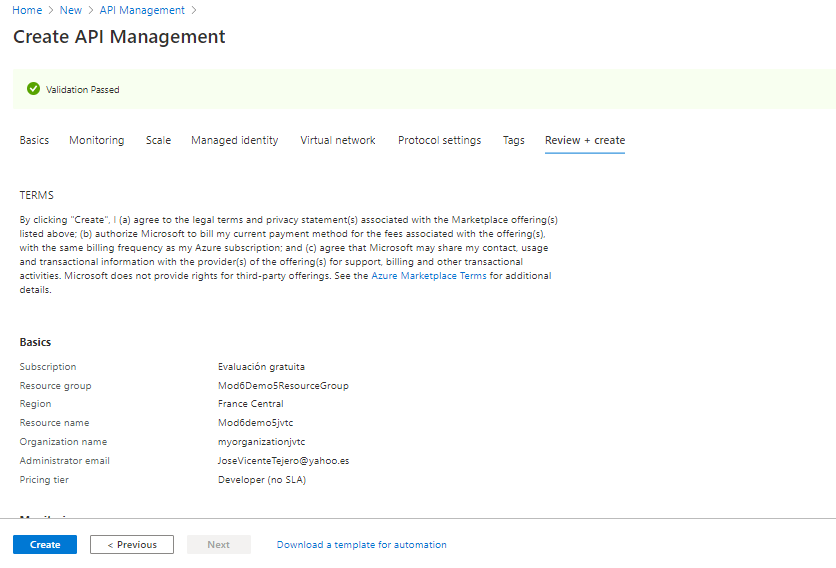 Home > New > API Management >
Create API Management
Validation Passed
Basics Monitoring Scale Managed identity Virtual network Protocol settings Tags Review + create
TERMS
By clicking "Create", I (a) agree to the legal terms and privacy statement(s) associated with the Marketplace offering(s)
listed above; (b) authorize Microsoft to bill my current payment method for the fees associated with the offering(s),
with the same billing frequency as my Azure subscription; and (c) agree that Microsoft may share my contact, usage
and transactional information with the provider(s) of the offering(s) for support, billing and other transactional
activities. Microsoft does not provide rights for third-party offerings. See the Azure Marketplace Terms for additional
details.
Basics
Subscription Evaluación gratuita
Resource group Mod6Demo5ResourceGroup
Region France Central
Resource name Mod6demo5jvtc
Organization name myorganizationjvtc
Administrator email JoseVicenteTejero@yahoo.es
Pricing tier Developer (no SLA)
Create < Previous Next Download a template for automation